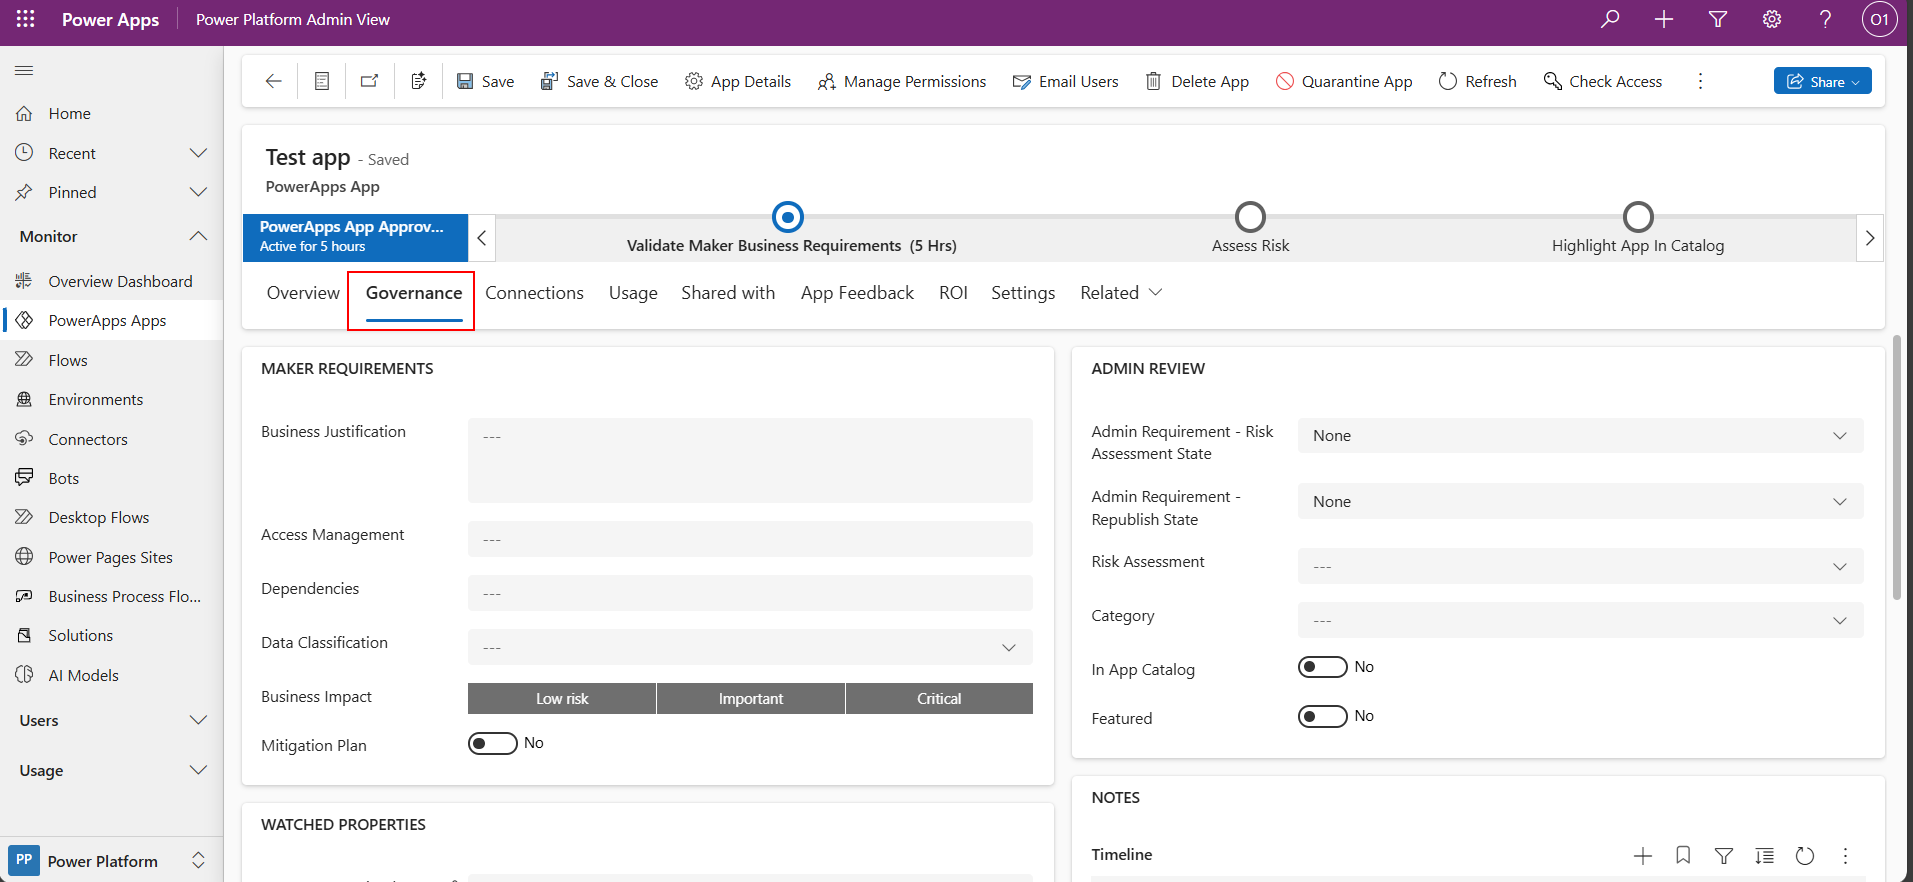 Power Apps
Power Platform Admin View
O1
Save
Save & Close
App Details
Manage Permissions
Email Users
Delete App
Quarantine App
Refresh
Check Access
Share
Home
Recent
Pinned
Monitor
Overview Dashboard
PowerApps Apps
Flows
Environments
Connectors
Bots
Desktop Flows
Power Pages Sites
Business Process Flo...
Solutions
AI Models
Users
Usage
PP
Power Platform
Test app - Saved
PowerApps App
PowerApps App Approv...
Active for 5 hours
Validate Maker Business Requirements (5 Hrs)
Assess Risk
Highlight App In Catalog
Overview
Governance
Connections
Usage
Shared with
App Feedback
ROI
Settings
Related
MAKER REQUIREMENTS
Business Justification
---
Access Management
---
Dependencies
---
Data Classification
---
Business Impact
Low risk
Important
Critical
Mitigation Plan
No
WATCHED PROPERTIES
ADMIN REVIEW
Admin Requirement - Risk
Assessment State
None
Admin Requirement -
Republish State
None
Risk Assessment
---
Category
---
In App Catalog
No
Featured
No
NOTES
Timeline